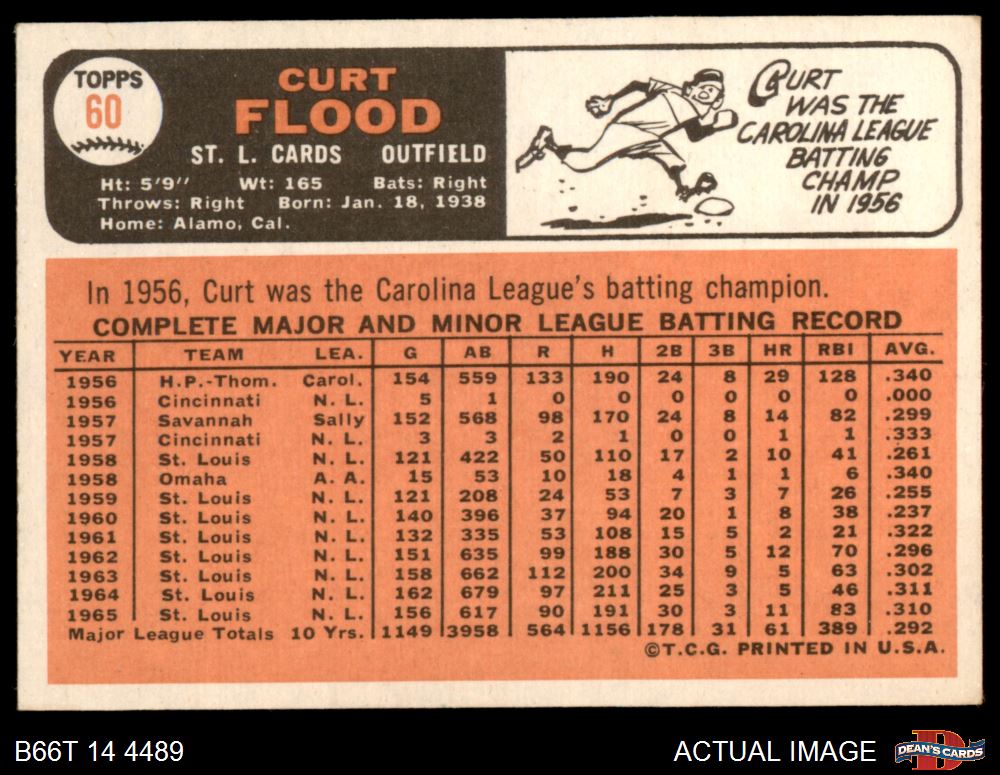 TOPPS
60
CURT
FLOOD
ST. L. CARDS OUTFIELD
Ht: 5'9" Wt: 165 Bats: Right
Throws: Right Born: Jan. 18, 1938
Home: Alamo, Cal.
CURT
WAS THE
CAROLINA LEAGUE
BATTING
CHAMP
IN 1956
In 1956, Curt was the Carolina League's batting champion.
COMPLETE MAJOR AND MINOR LEAGUE BATTING RECORD
YEAR TEAM LEA. G AB R H 2B 3B HR RBI AVG.
1956 H.P.-Thom. Carol. 154 559 133 190 24 8 29 128 .340
1956 Cincinnati N. L. 5 1 0 0 0 0 0 0 .000
1957 Savannah Sally 152 568 98 170 24 8 14 82 .299
1957 Cincinnati N. L. 3 3 2 1 0 0 1 1 .333
1958 St. Louis N. L. 121 422 50 110 17 2 10 41 .261
1958 Omaha A. A. 15 53 10 18 4 1 1 6 .340
1959 St. Louis N. L. 121 208 24 53 7 3 7 26 .255
1960 St. Louis N. L. 140 396 37 94 20 1 8 38 .237
1961 St. Louis N. L. 132 335 53 108 15 5 2 21 .322
1962 St. Louis N. L. 151 635 99 188 30 5 12 70 .296
1963 St. Louis N. L. 158 662 112 200 34 9 5 63 .302
1964 St. Louis N. L. 162 679 97 211 25 3 5 46 .311
1965 St. Louis N. L. 156 617 90 191 30 3 11 83 .310
Major League Totals 10 Yrs. 1149 3958 564 1156 178 31 61 389 .292
©T.C.G. PRINTED IN U.S.A.
B66T 14 4489 ACTUAL IMAGE DEAN'S CARDS